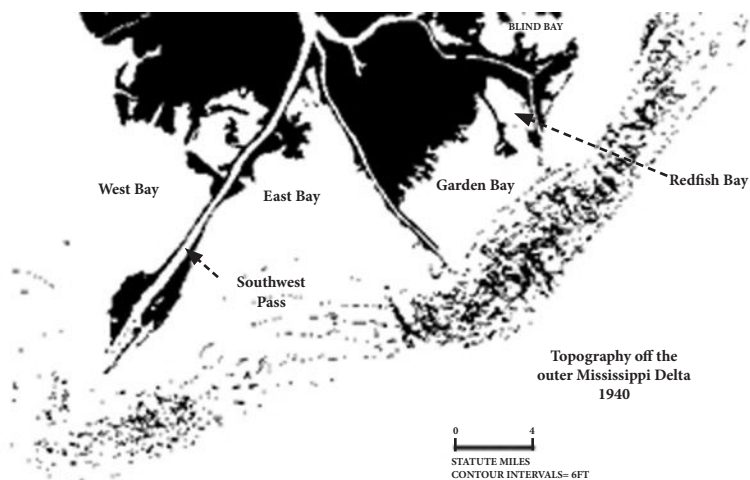 BLIND BAY
West Bay
East Bay
Garden Bay
Redfish Bay
Southwest
Pass
Topography off the
outer Mississippi Delta
1940
0 4
STATUTE MILES
CONTOUR INTERVALS= 6FT